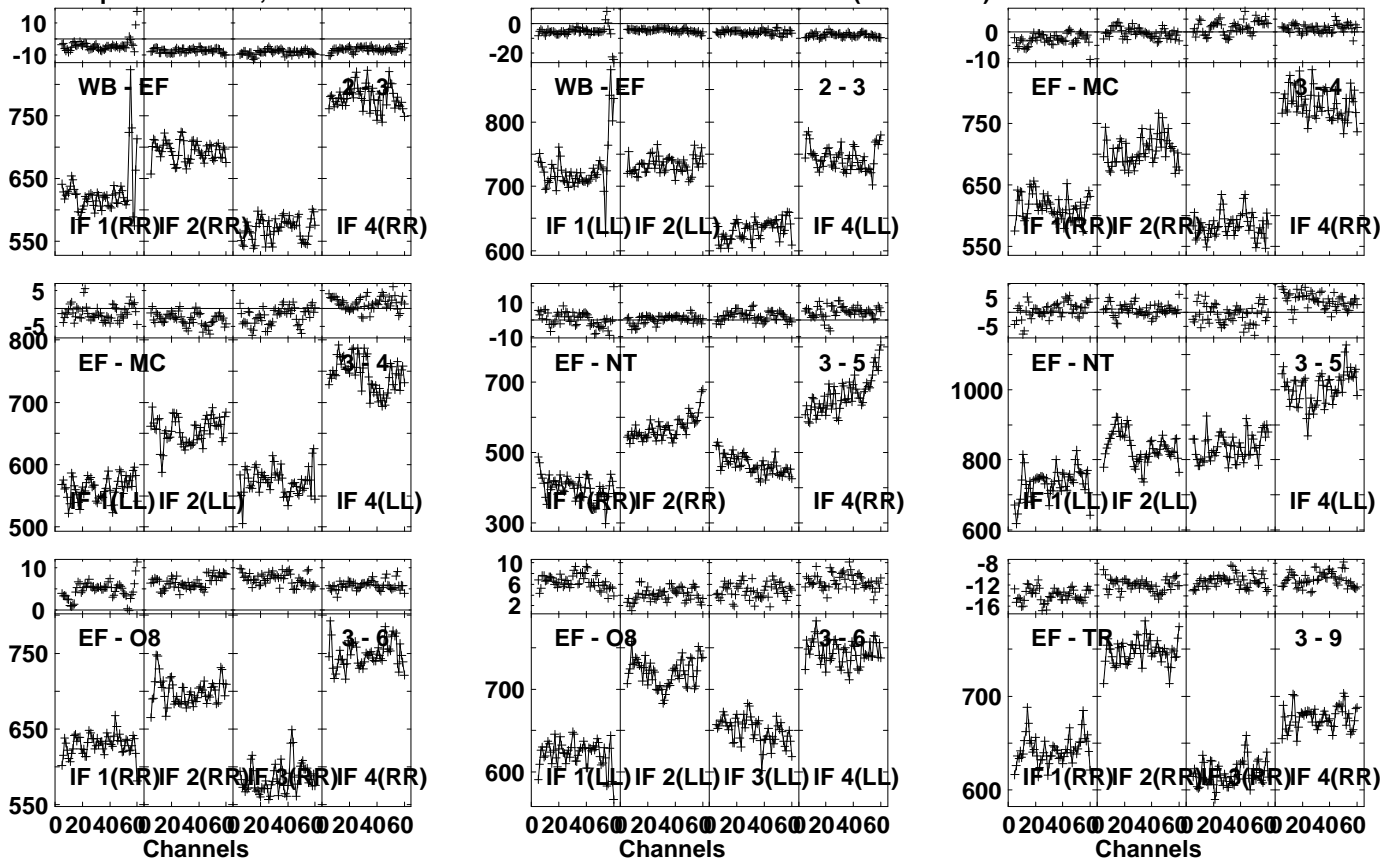 10 0 10
-10 0 0
-20 -10
WB - EF 2 - 3 WB - EF 2 - 3 EF - MC 3 - 4
750 800 750
650 700 650
IF 1(RR) IF 2(RR) IF 4(RR) IF 1(LL) IF 2(LL) IF 4(LL) IF 1(RR) IF 2(RR) IF 4(RR)
550 600 550
5 10 5
-5 -10 -5
800
EF - MC 3 - 4 EF - NT 3 - 5 EF - NT 3 - 5
700 700 1000
600 500 800
IF 1(LL) IF 2(LL) IF 4(LL) IF 1(RR) IF 2(RR) IF 4(RR) IF 1(LL) IF 2(LL) IF 4(LL)
500 300 600
10 10 -8
0 6 -12
2 -16
EF - O8 3 - 6 EF - O8 3 - 6 EF - TR 3 - 9
750 700 700
650
IF 1(RR) IF 2(RR) IF 3(RR) IF 4(RR) IF 1(LL) IF 2(LL) IF 3(LL) IF 4(LL) IF 1(RR) IF 2(RR) IF 3(RR) IF 4(RR)
550 600 600
0 204060 0 204060 0 204060 0 204060 0 204060 0 204060 0 204060 0 204060 0 204060 0 204060 0 204060 0 204060
Channels Channels Channels